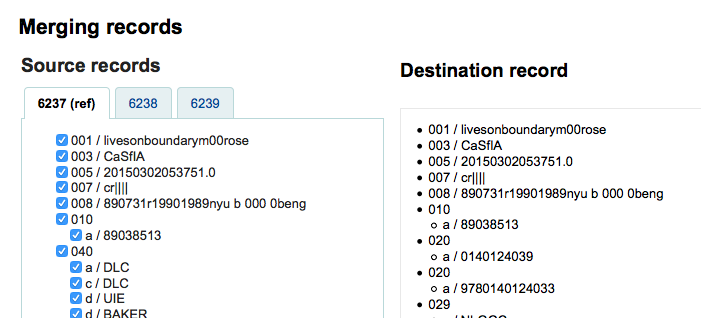 Merging records
Source records
6237 (ref) 6238 6239
001 / livesonboundarym00rose
003 / CaSfIA
005 / 20150302053751.0
007 / cr||||
008 / 890731r19901989nyu b 000 0beng
010
a / 89038513
040
a / DLC
c / DLC
d / UIE
d / BAKER
Destination record
001 / livesonboundarym00rose
003 / CaSfIA
005 / 20150302053751.0
007 / cr||||
008 / 890731r19901989nyu b 000 0beng
010
a / 89038513
020
a / 0140124039
020
a / 9780140124033
029